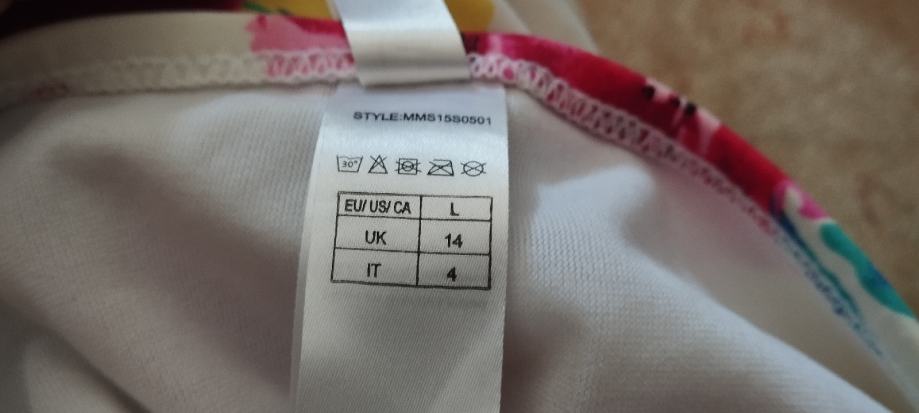 STYLE:MMS15S0501
30°
EU/ US/ CA L
UK 14
IT 4